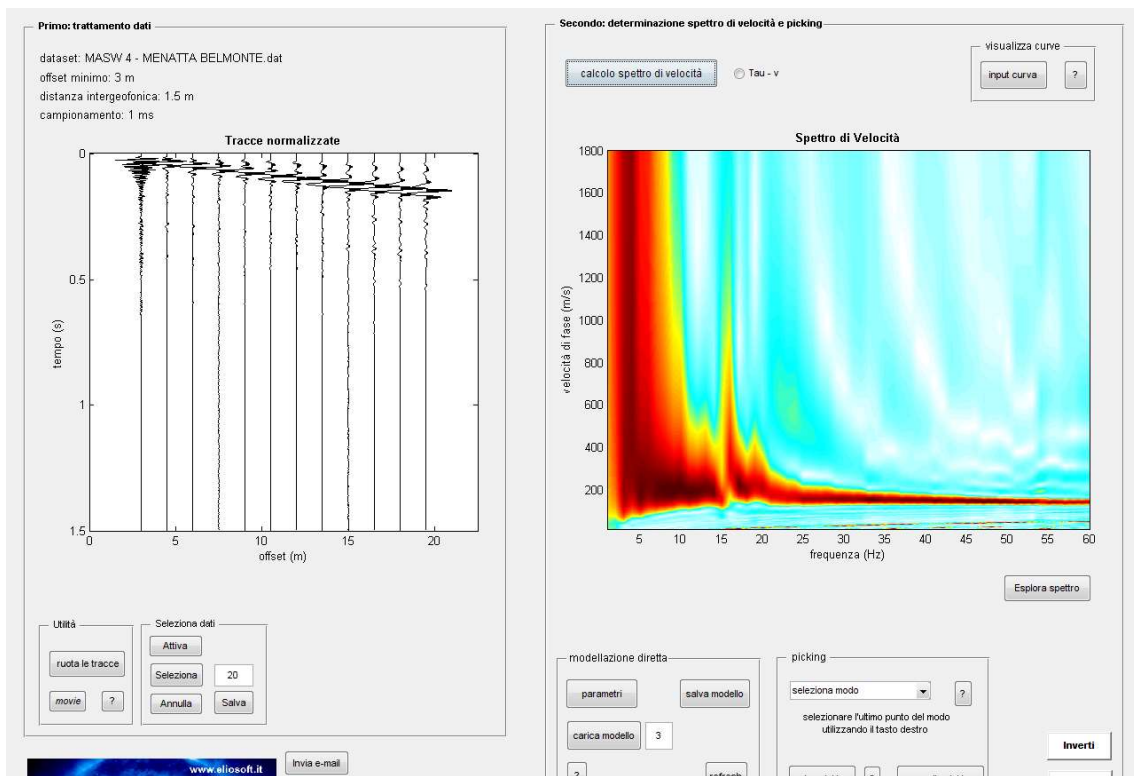 Primo: trattamento dati
dataset: MASW 4 - MENATTA BELMONTE.dat
offset minimo: 3 m
distanza intergeofonica: 1.5 m
campionamento: 1 ms
Tracce normalizzate
0
0.5
1
1.5
tempo (s)
0 5 10 15 20
offset (m)
Utilità
ruota le tracce
movie ?
Seleziona dati
Attiva
Seleziona 20
Annulla Salva
www.eliosoft.it
Invia e-mail
Secondo: determinazione spettro di velocità e picking
calcolo spettro di velocità Tau - v
visualizza curve
input curva ?
Spettro di Velocità
1800
1600
1400
1200
1000
800
600
400
200
velocità di fase (m/s)
5 10 15 20 25 30 35 40 45 50 55 60
frequenza (Hz)
Esplora spettro
modellazione diretta
parametri salva modello
carica modello 3
?
refresh
picking
seleziona modo ?
selezionare l'ultimo punto del modo
utilizzando il tasto destro
Inverti